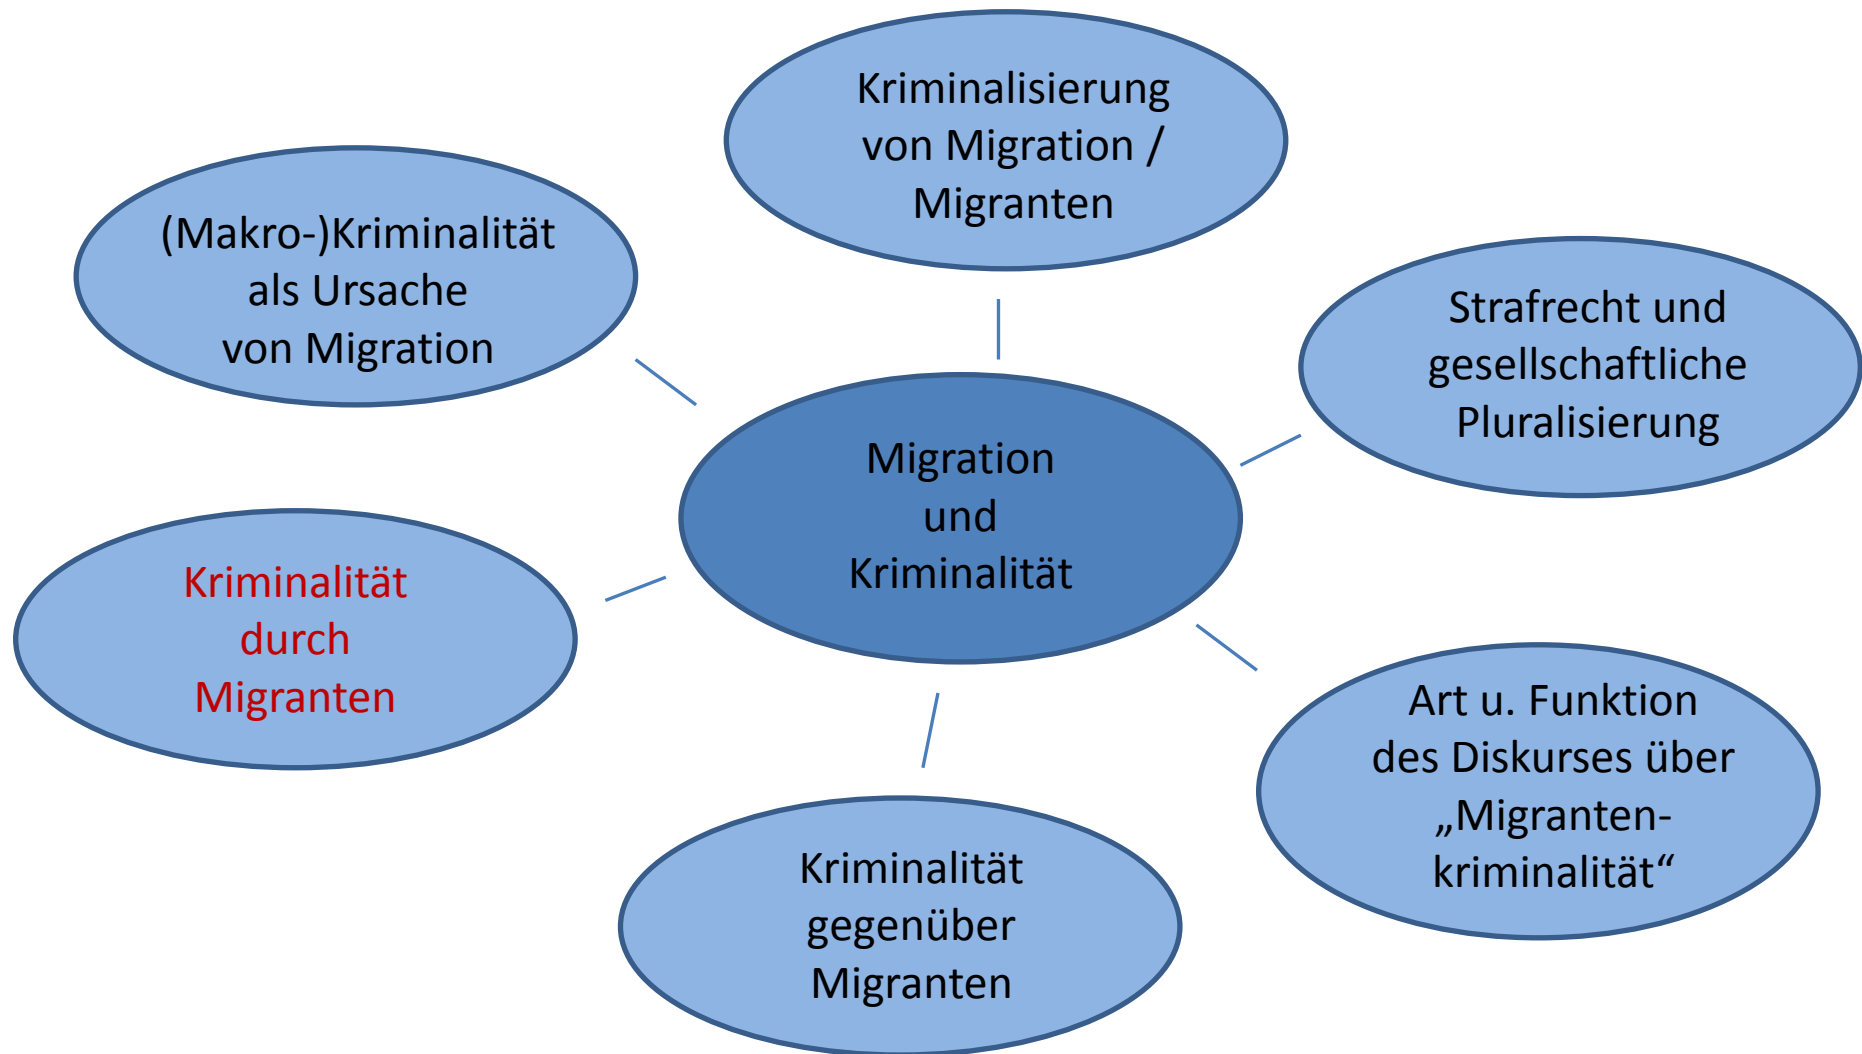 Kriminalisierung
von Migration /
Migranten
(Makro-)Kriminalität
als Ursache
von Migration
Strafrecht und
gesellschaftliche
Pluralisierung
Migration
und
Kriminalität
Kriminalität
durch
Migranten
Art u. Funktion
des Diskurses über
„Migranten-
kriminalität“
Kriminalität
gegenüber
Migranten